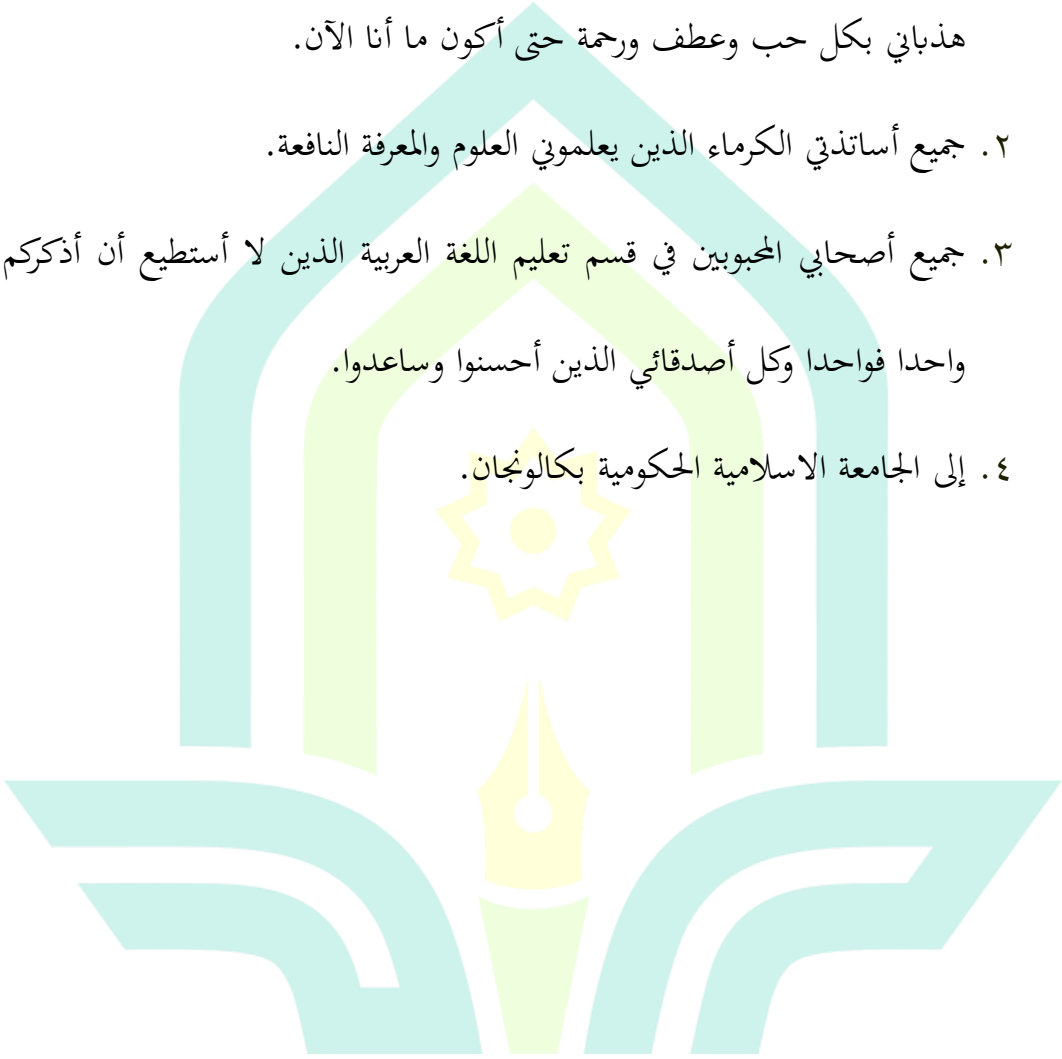 هذباني بكل حب وعطف ورحمة حتى أكون ما أنا الآن.
٢. جميع أساتذتي الكرماء الذين يعلموني العلوم والمعرفة النافعة.
٣. جميع أصحابي المحبوبين في قسم تعليم اللغة العربية الذين لا أستطيع أن أذكركم
واحدا فواحدا وكل أصدقائي الذين أحسنوا وساعدوا.
٤. إلى الجامعة الاسلامية الحكومية بكالونجان.